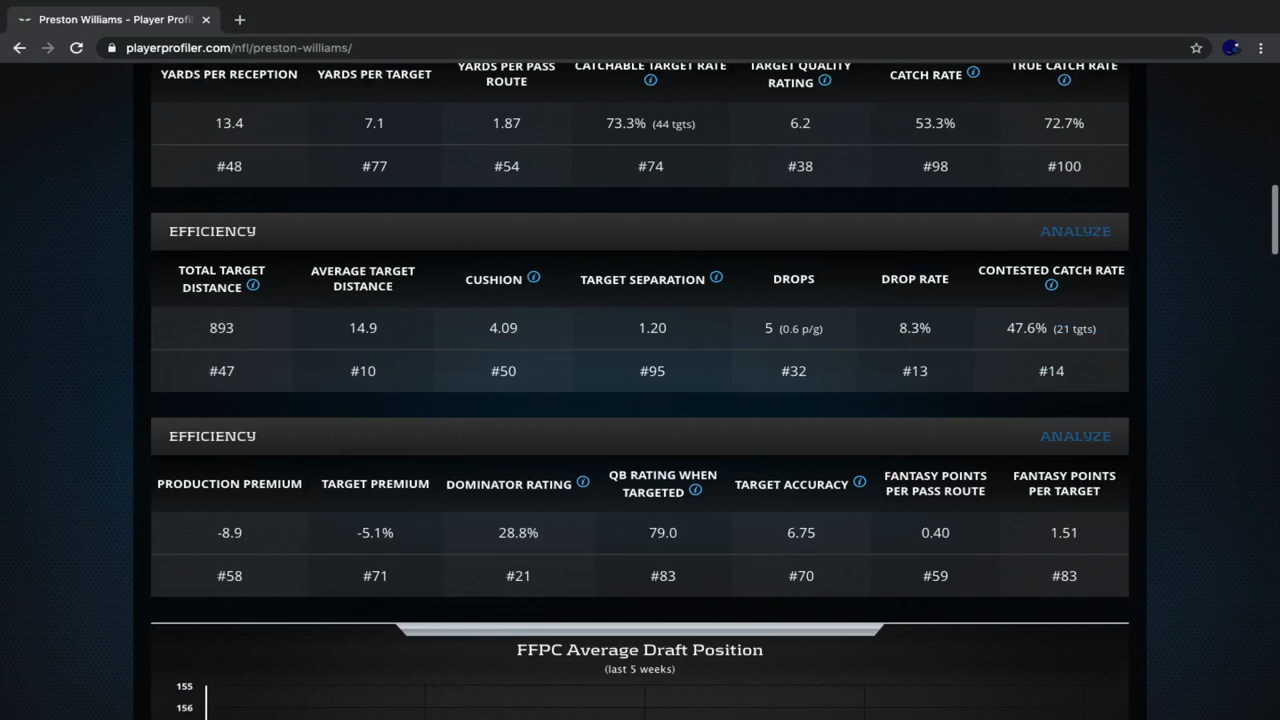 Preston Williams - Player Profi
playerprofiler.com/nfl/preston-williams/
YARDS PER RECEPTION YARDS PER TARGET YARDS PER PASS ROUTE CATCHABLE TARGET RATE TARGET QUALITY RATING CATCH RATE TRUE CATCH RATE
13.4 7.1 1.87 73.3% (44 tgts) 6.2 53.3% 72.7%
#48 #77 #54 #74 #38 #98 #100
EFFICIENCY ANALYZE
TOTAL TARGET DISTANCE AVERAGE TARGET DISTANCE CUSHION TARGET SEPARATION DROPS DROP RATE CONTESTED CATCH RATE
893 14.9 4.09 1.20 5 (0.6 p/g) 8.3% 47.6% (21 tgts)
#47 #10 #50 #95 #32 #13 #14
EFFICIENCY ANALYZE
PRODUCTION PREMIUM TARGET PREMIUM DOMINATOR RATING QB RATING WHEN TARGETED TARGET ACCURACY FANTASY POINTS PER PASS ROUTE FANTASY POINTS PER TARGET
-8.9 -5.1% 28.8% 79.0 6.75 0.40 1.51
#58 #71 #21 #83 #70 #59 #83
FFPC Average Draft Position
(last 5 weeks)
155
156